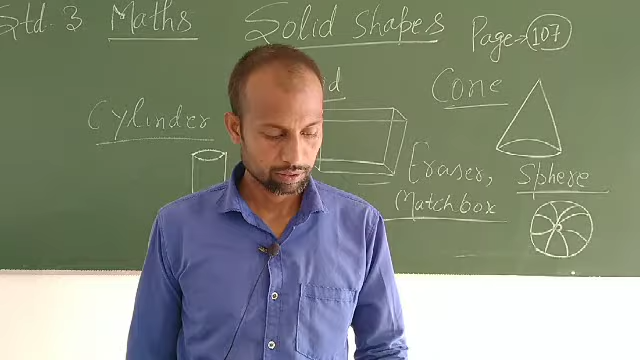 Std. 3 Maths Solid Shapes Page→ 107
Cylinder
d
Cone
Eraser,
Matchbox
Sphere